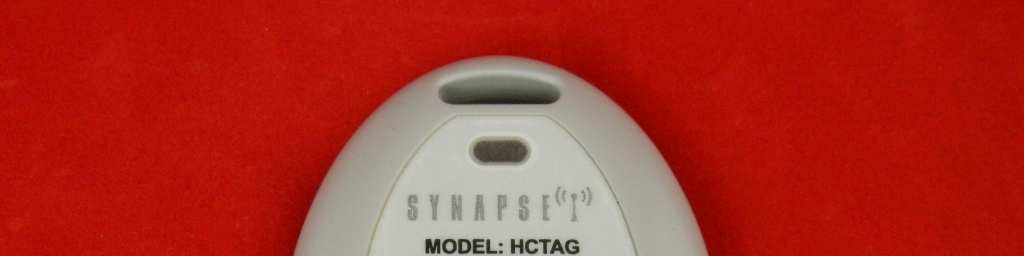 SYNAPSE
MODEL: HCTAG